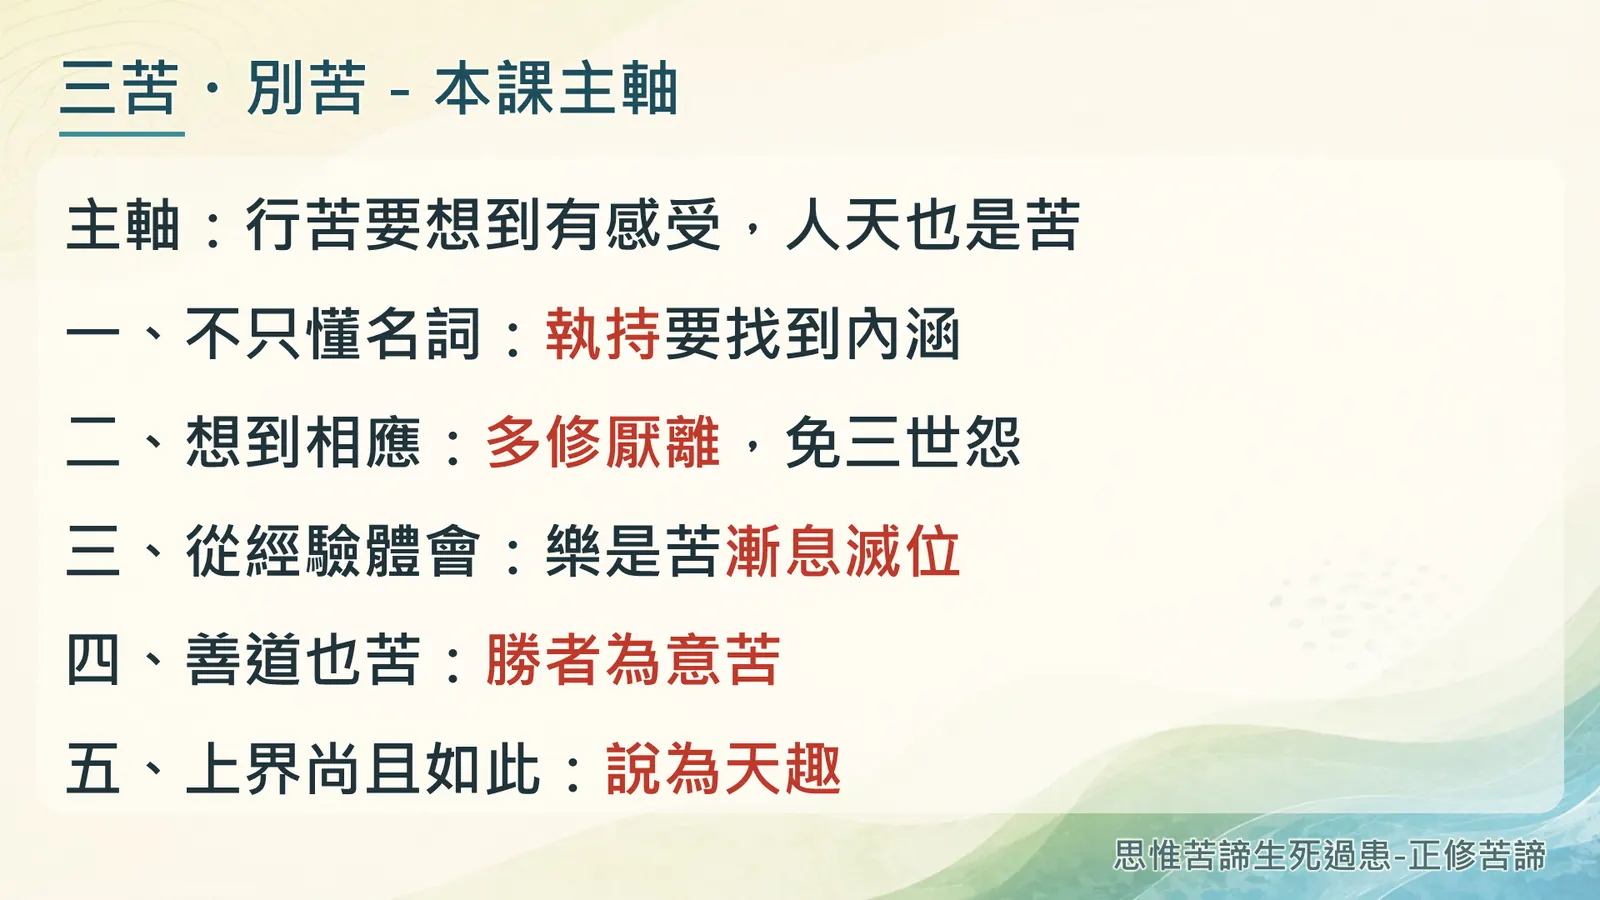 三苦・別苦 - 本課主軸
主軸：行苦要想到有感受，人天也是苦
一、不只懂名詞：執持要找到內涵
二、想到相應：多修厭離，免三世怨
三、從經驗體會：樂是苦漸息滅位
四、善道也苦：勝者為意苦
五、上界尚且如此：說為天趣
思惟苦諦生死過患-正修苦諦